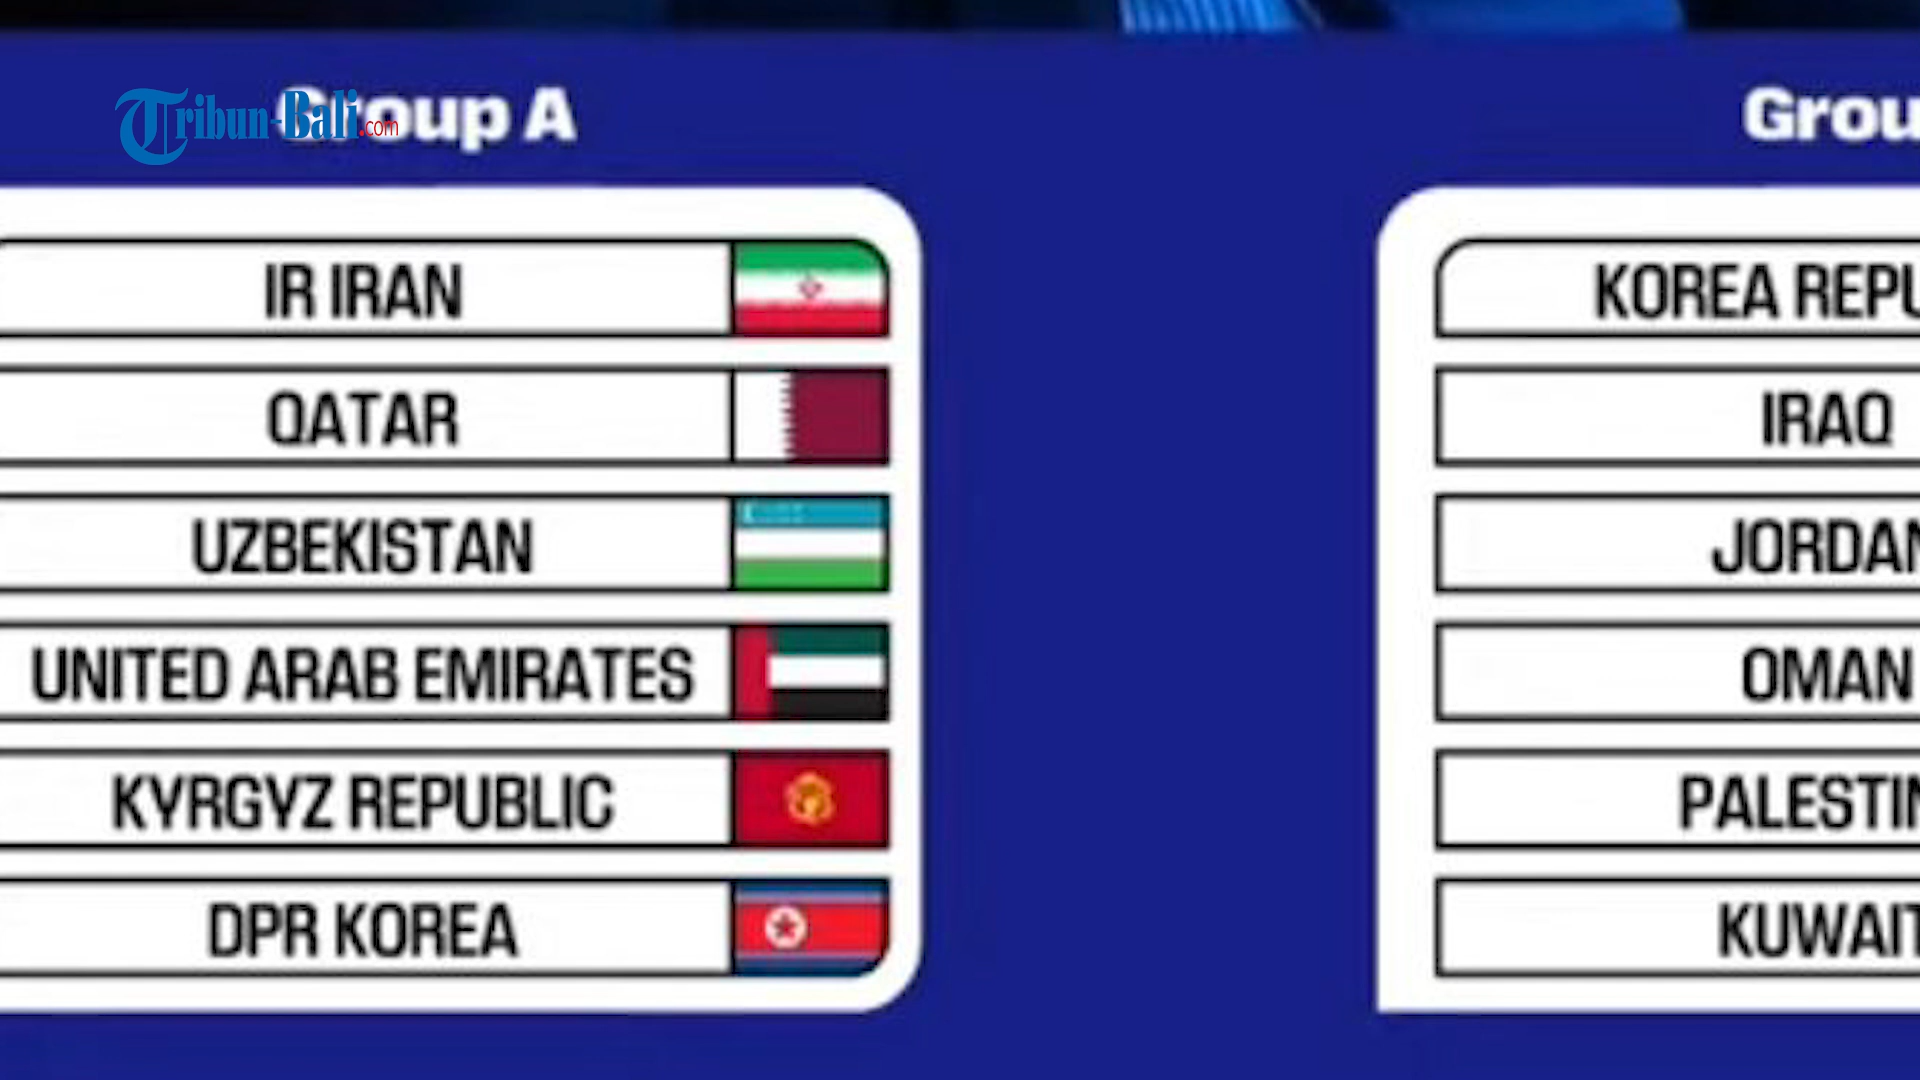 Tribun-Bali.com
Group A
IR IRAN
QATAR
UZBEKISTAN
UNITED ARAB EMIRATES
KYRGYZ REPUBLIC
DPR KOREA
Grou
KOREA REPU
IRAQ
JORDAN
OMAN
PALESTIN
KUWAIT